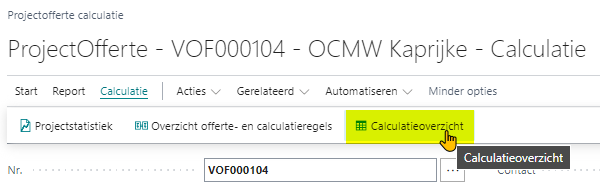 Projectofferte calculatie
ProjectOfferte - VOF000104 - OCMW Kaprijke - Calculatie
Start Report Calculatie Acties Gerelateerd Automatiseren Minder opties
Projectstatistiek Overzicht offerte- en calculatieregels Calculatieoverzicht
Calculatieoverzicht
Nr. VOF000104 ... Contact